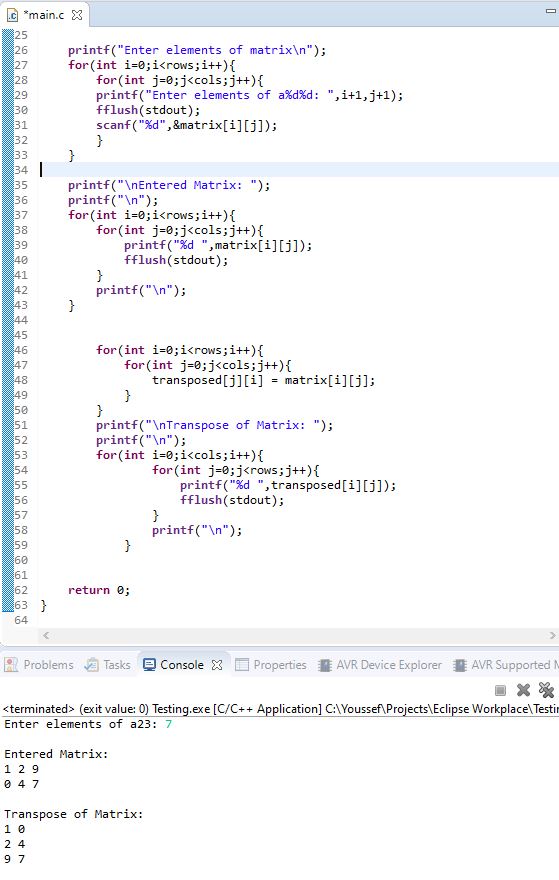 *main.c
25
26 printf("Enter elements of matrix\n");
27 for(int i=0;i<rows;i++){
28 for(int j=0;j<cols;j++){
29 printf("Enter elements of a%d%d: ",i+1,j+1);
30 fflush(stdout);
31 scanf("%d",&matrix[i][j]);
32 }
33 }
34
35 printf("\nEntered Matrix: ");
36 printf("\n");
37 for(int i=0;i<rows;i++){
38 for(int j=0;j<cols;j++){
39 printf("%d ",matrix[i][j]);
40 fflush(stdout);
41 }
42 printf("\n");
43 }
44
45
46 for(int i=0;i<rows;i++){
47 for(int j=0;j<cols;j++){
48 transposed[j][i] = matrix[i][j];
49 }
50 }
51 printf("\nTranspose of Matrix: ");
52 printf("\n");
53 for(int i=0;i<cols;i++){
54 for(int j=0;j<rows;j++){
55 printf("%d ",transposed[i][j]);
56 fflush(stdout);
57 }
58 printf("\n");
59 }
60
61
62 return 0;
63 }
64
Problems Tasks Console Properties AVR Device Explorer AVR Supported
<terminated> (exit value: 0) Testing.exe [C/C++ Application] C:\Youssef\Projects\Eclipse Workplace\Testin
Enter elements of a23: 7
Entered Matrix:
1 2 9
0 4 7
Transpose of Matrix:
1 0
2 4
9 7